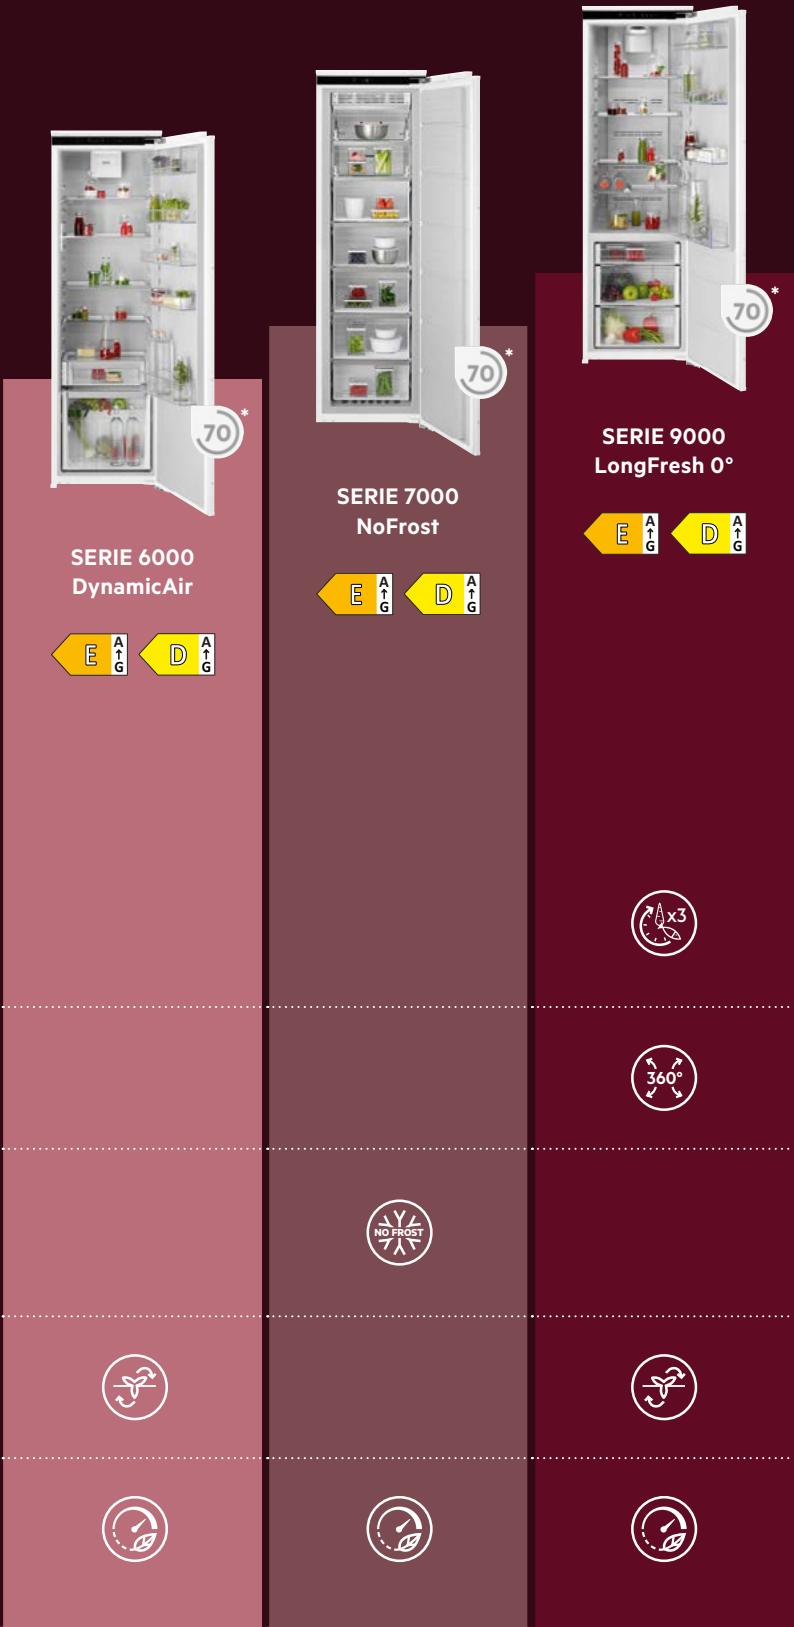 70
*
SERIE 6000
DynamicAir
E
A
↑
G
D
A
↑
G
70
*
SERIE 7000
NoFrost
E
A
↑
G
D
A
↑
G
70
*
SERIE 9000
LongFresh 0°
E
A
↑
G
D
A
↑
G
x3
360°
NO FROST